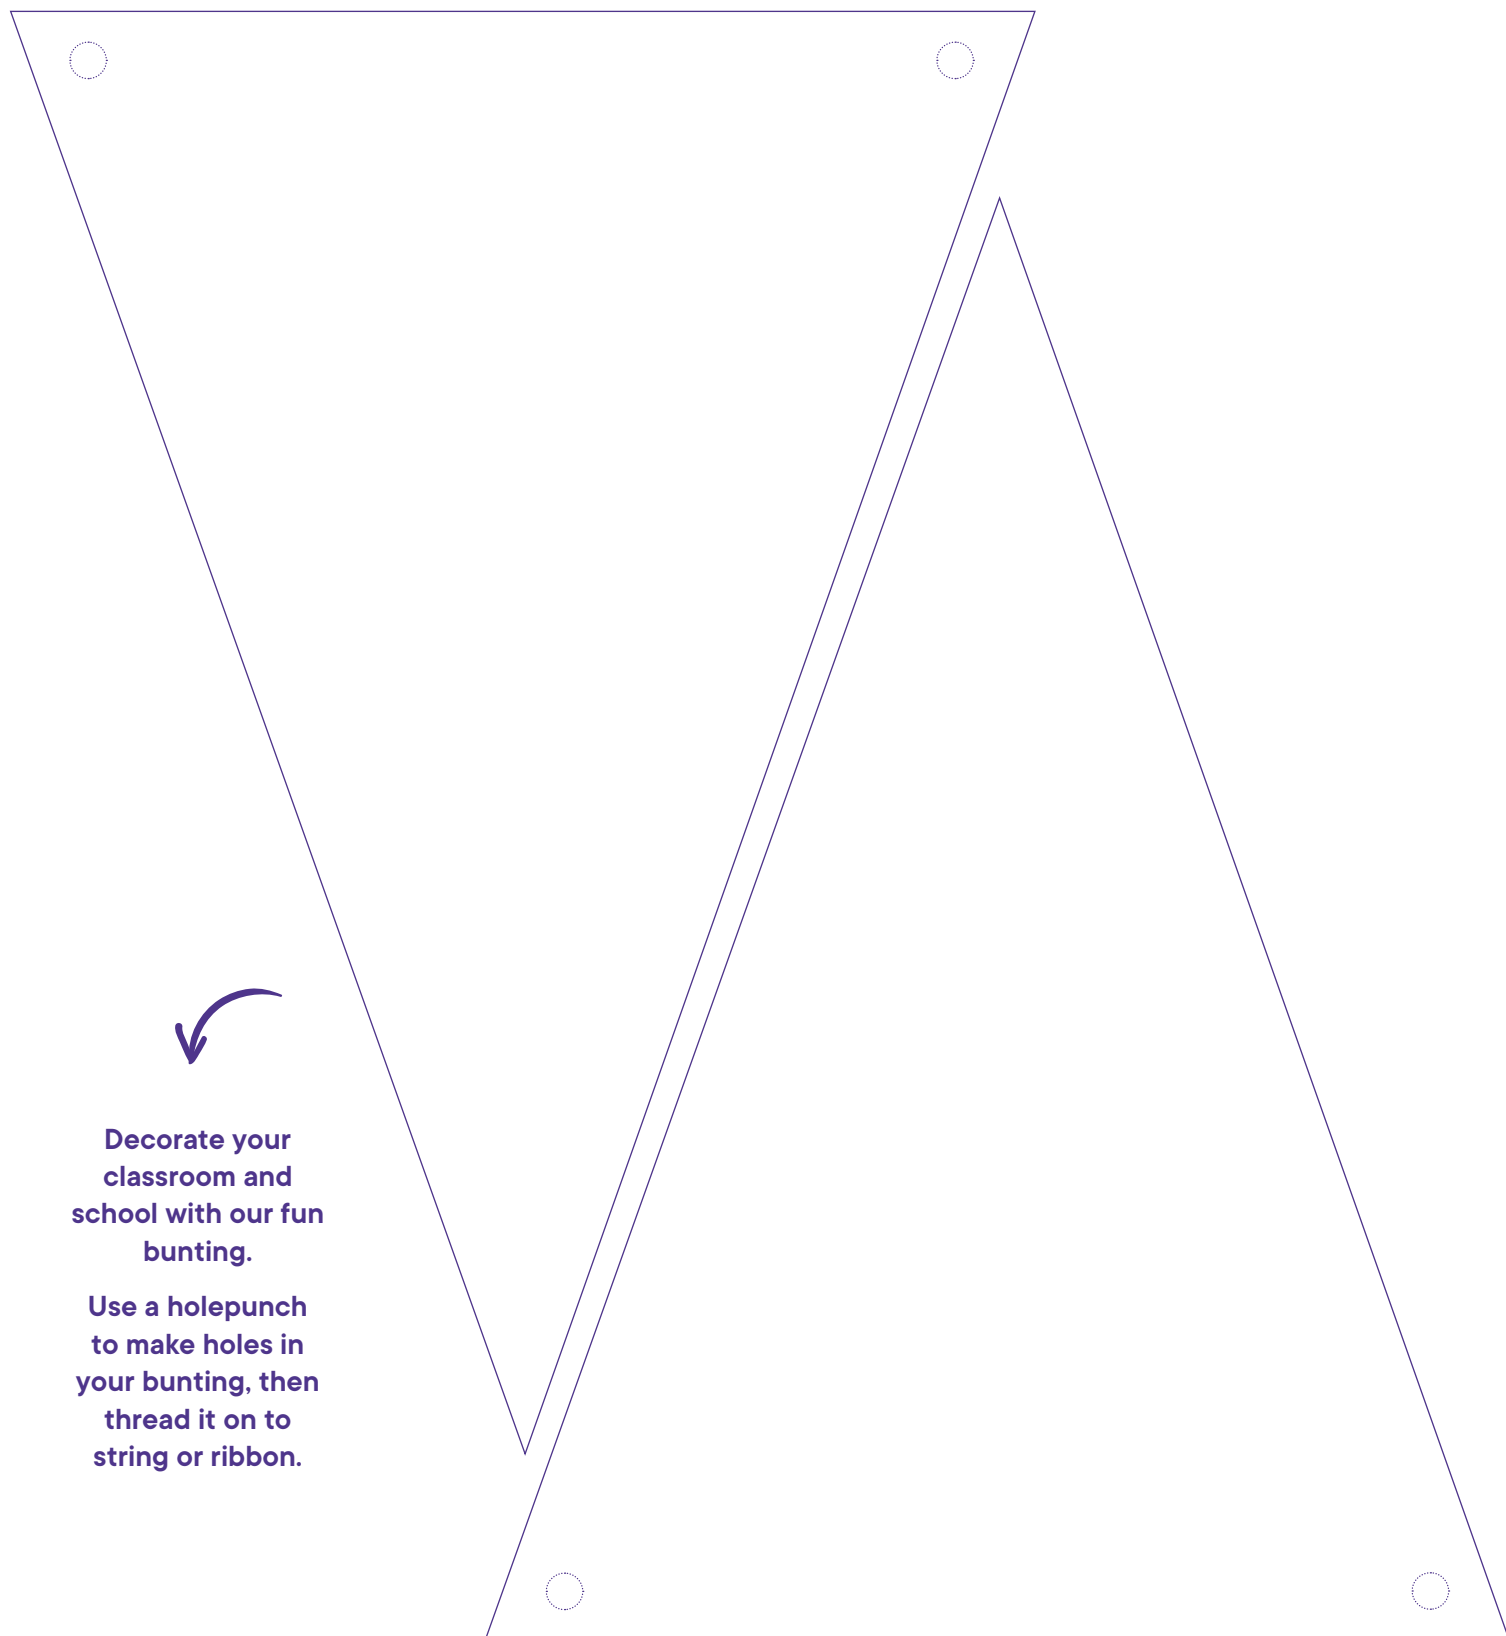 Decorate your
classroom and
school with our fun
bunting.
Use a holepunch
to make holes in
your bunting, then
thread it on to
string or ribbon.